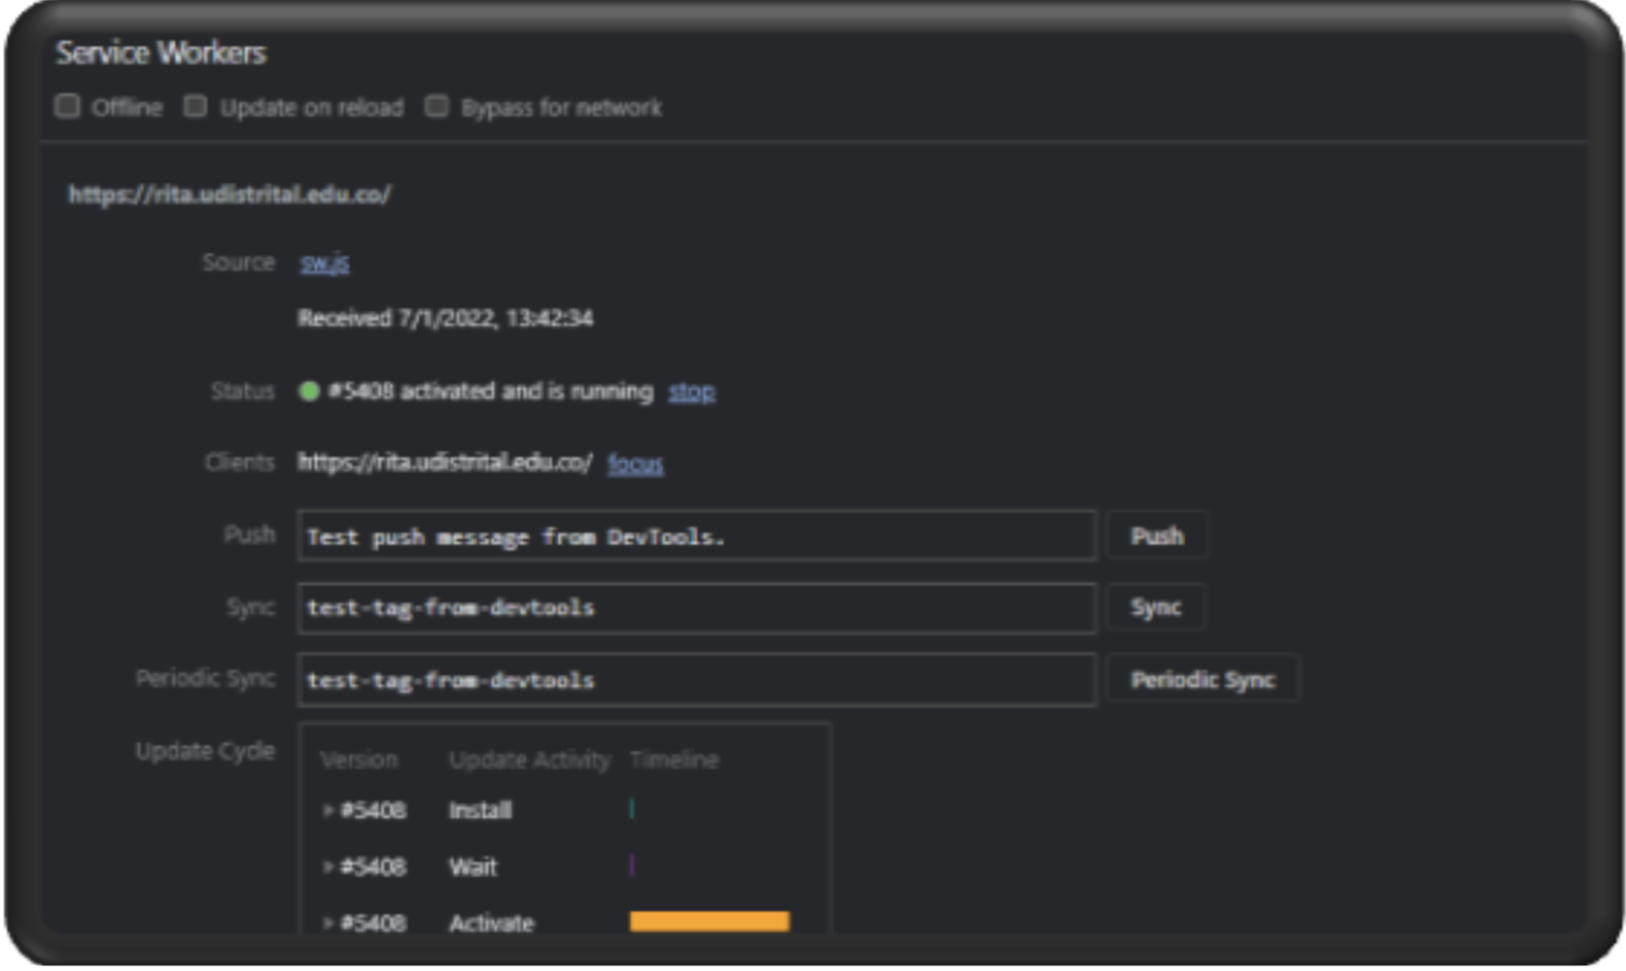 Service Workers
Offline Update on reload Bypass for network
https://rita.udistrital.edu.co/
Source sw.js
Received 7/1/2022, 13:42:34
Status #5408 activated and is running stop
Clients https://rita.udistrital.edu.co/ focus
Push Test push message from DevTools. Push
Sync test-tag-from-devtools Sync
Periodic Sync test-tag-from-devtools Periodic Sync
Update Cycle Version Update Activity Timeline
#5408 Install
#5408 Wait
#5408 Activate